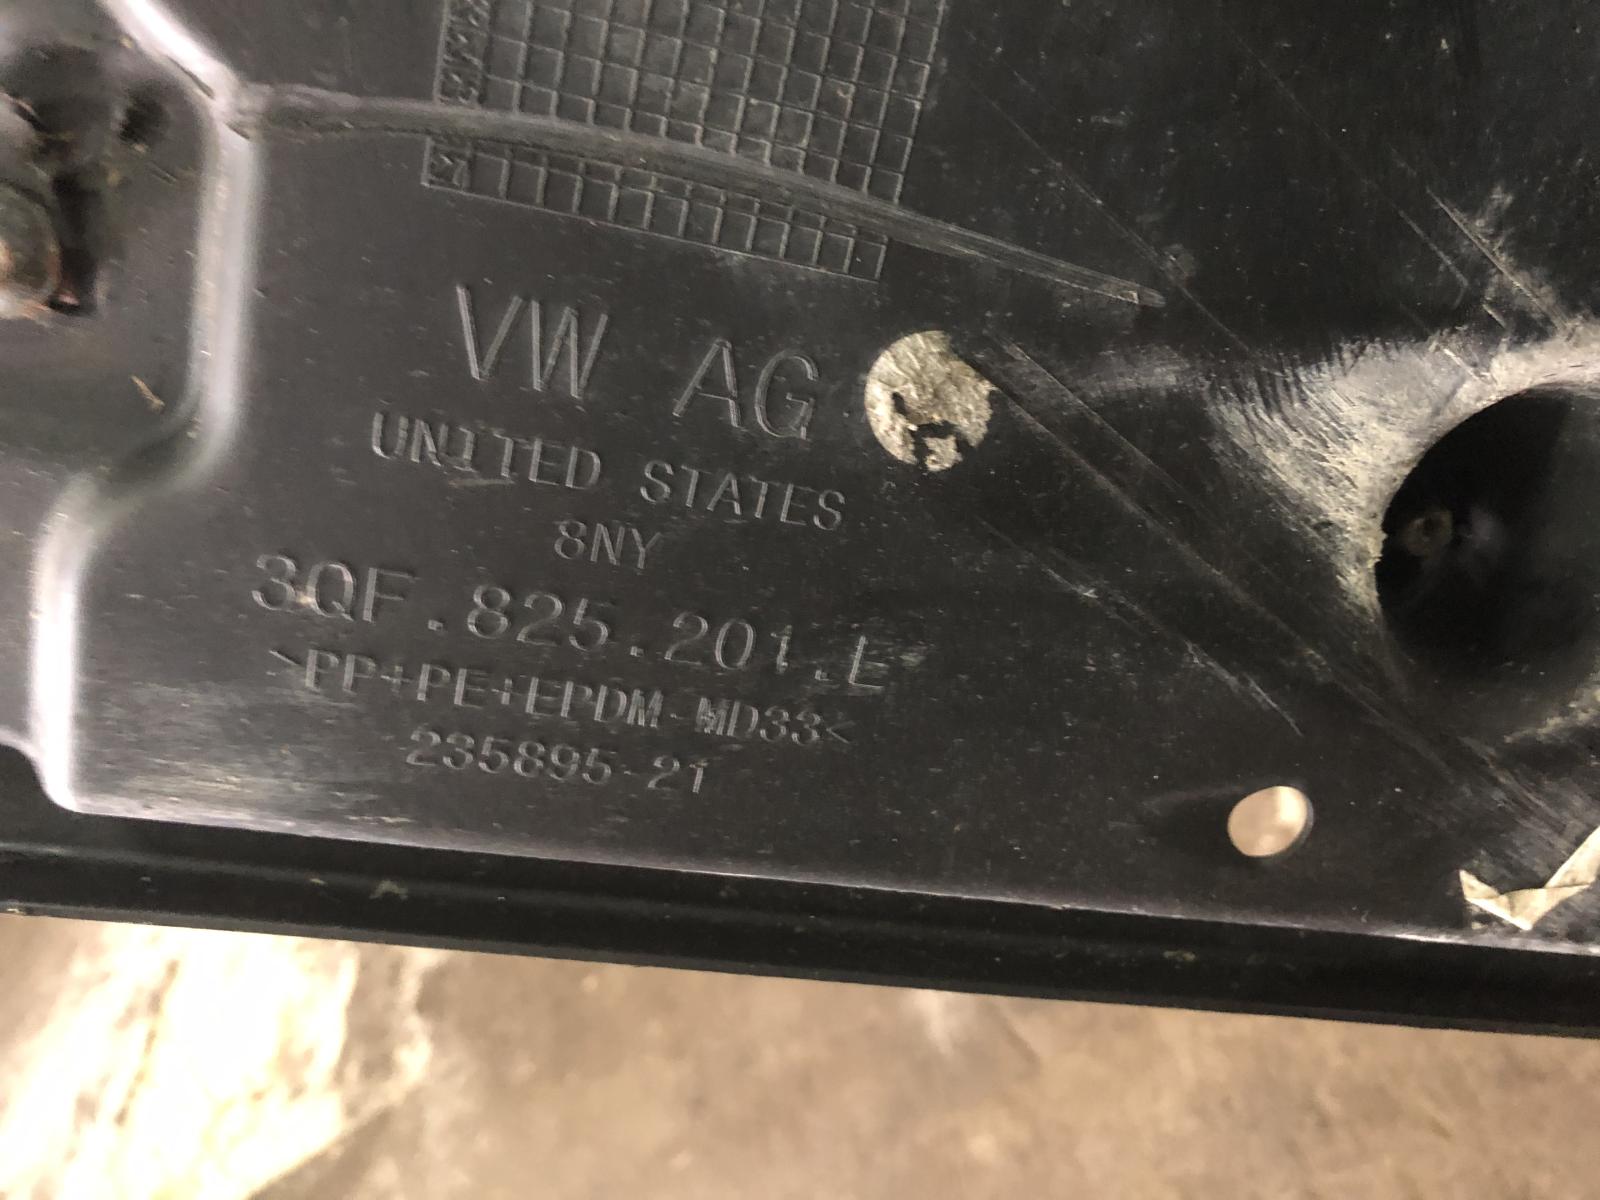 VW AG
UNITED STATES
8NY
3QF.825.201.E
>PP+PE+EPDM-MD33<
235895-21